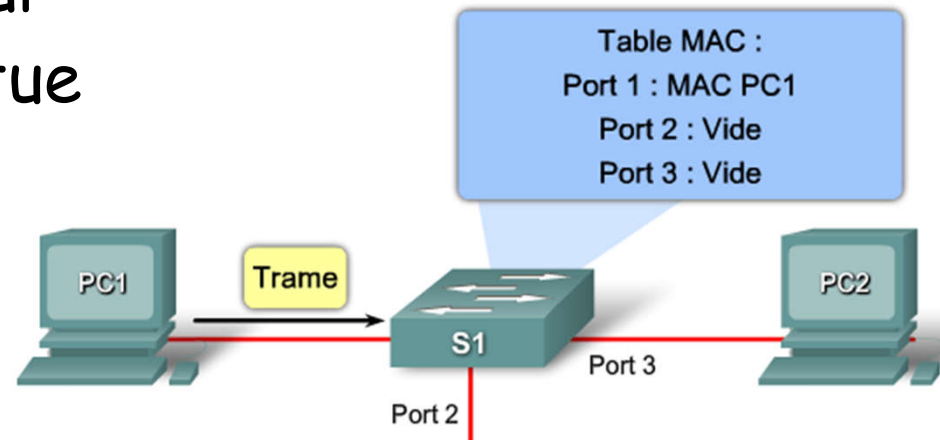 rue
Table MAC :
Port 1 : MAC PC1
Port 2 : Vide
Port 3 : Vide
PC1
Trame
S1
PC2
Port 3
Port 2